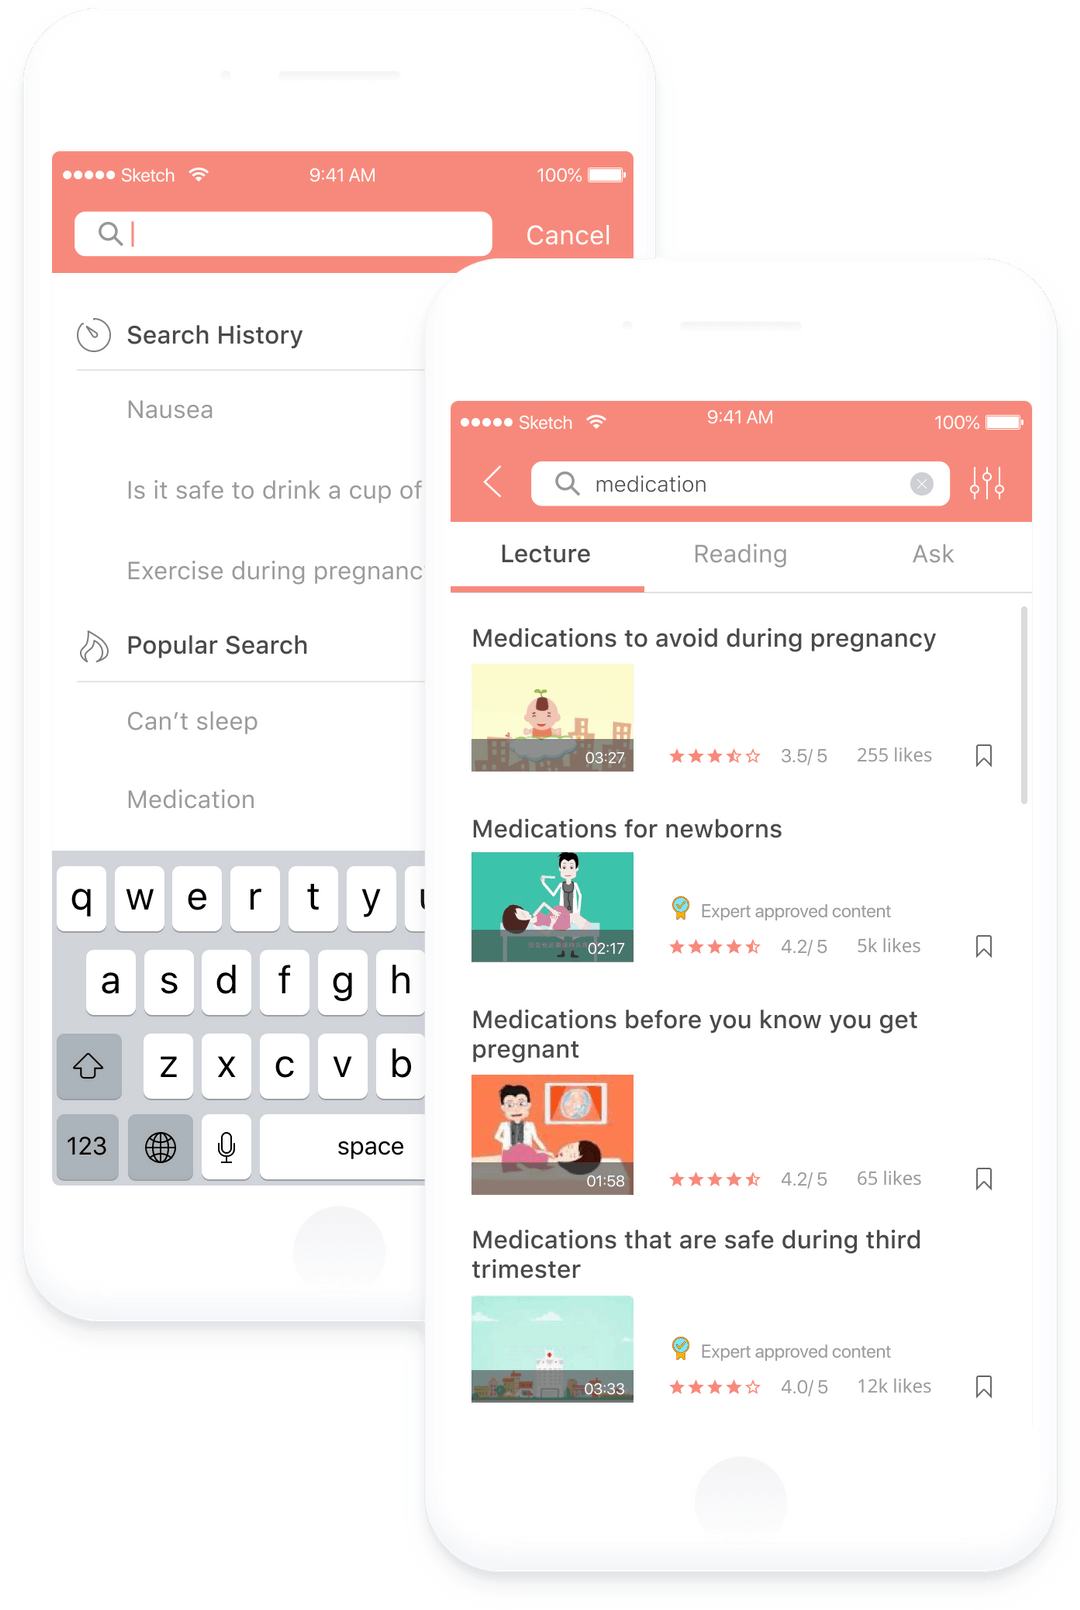 Sketch 9:41 AM 100%
Cancel
Search History
Nausea
Is it safe to drink a cup of
Exercise during pregnanc
Popular Search
Can’t sleep
Medication
q w e r t y
a s d f g h
z x c v b
123 space
Sketch 9:41 AM 100%
medication
Lecture Reading Ask
Medications to avoid during pregnancy
03:27 3.5/ 5 255 likes
Medications for newborns
Expert approved content
02:17 4.2/ 5 5k likes
Medications before you know you get
pregnant
01:58 4.2/ 5 65 likes
Medications that are safe during third
trimester
Expert approved content
03:33 4.0/ 5 12k likes